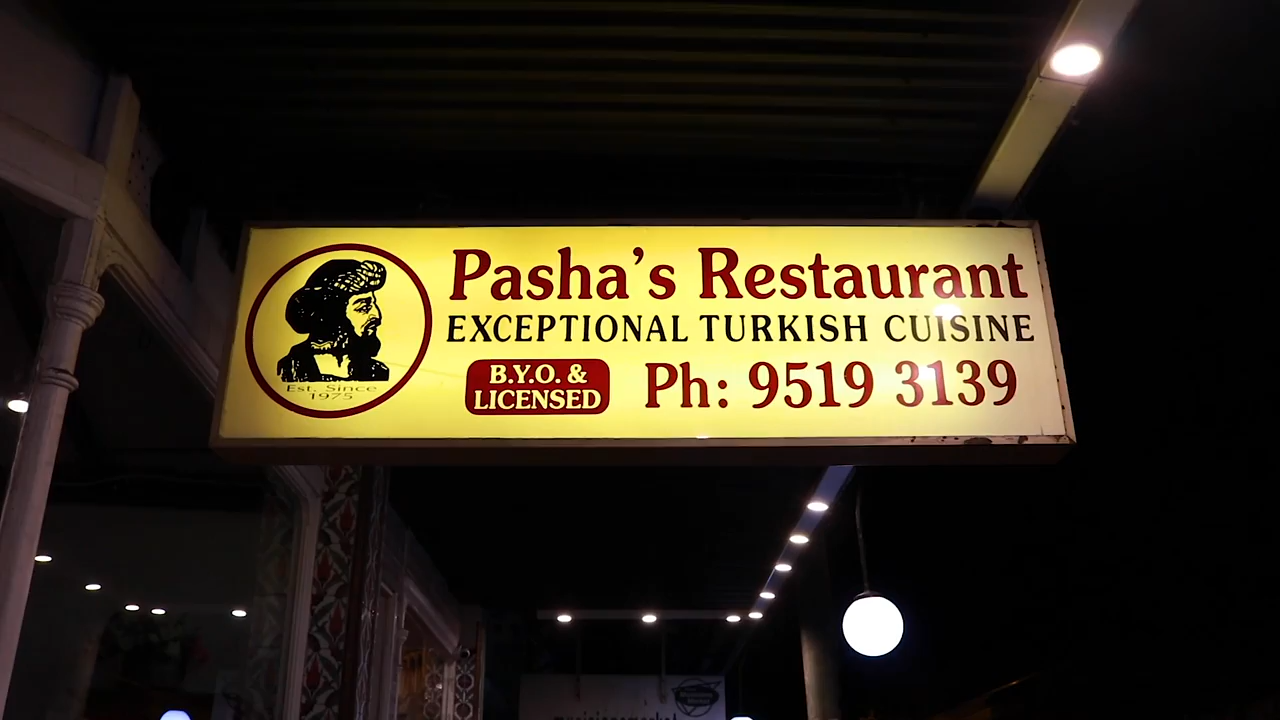 Pasha's Restaurant
EXCEPTIONAL TURKISH CUISINE
B.Y.O. &
LICENSED
Ph: 9519 3139
Est. Since
1975